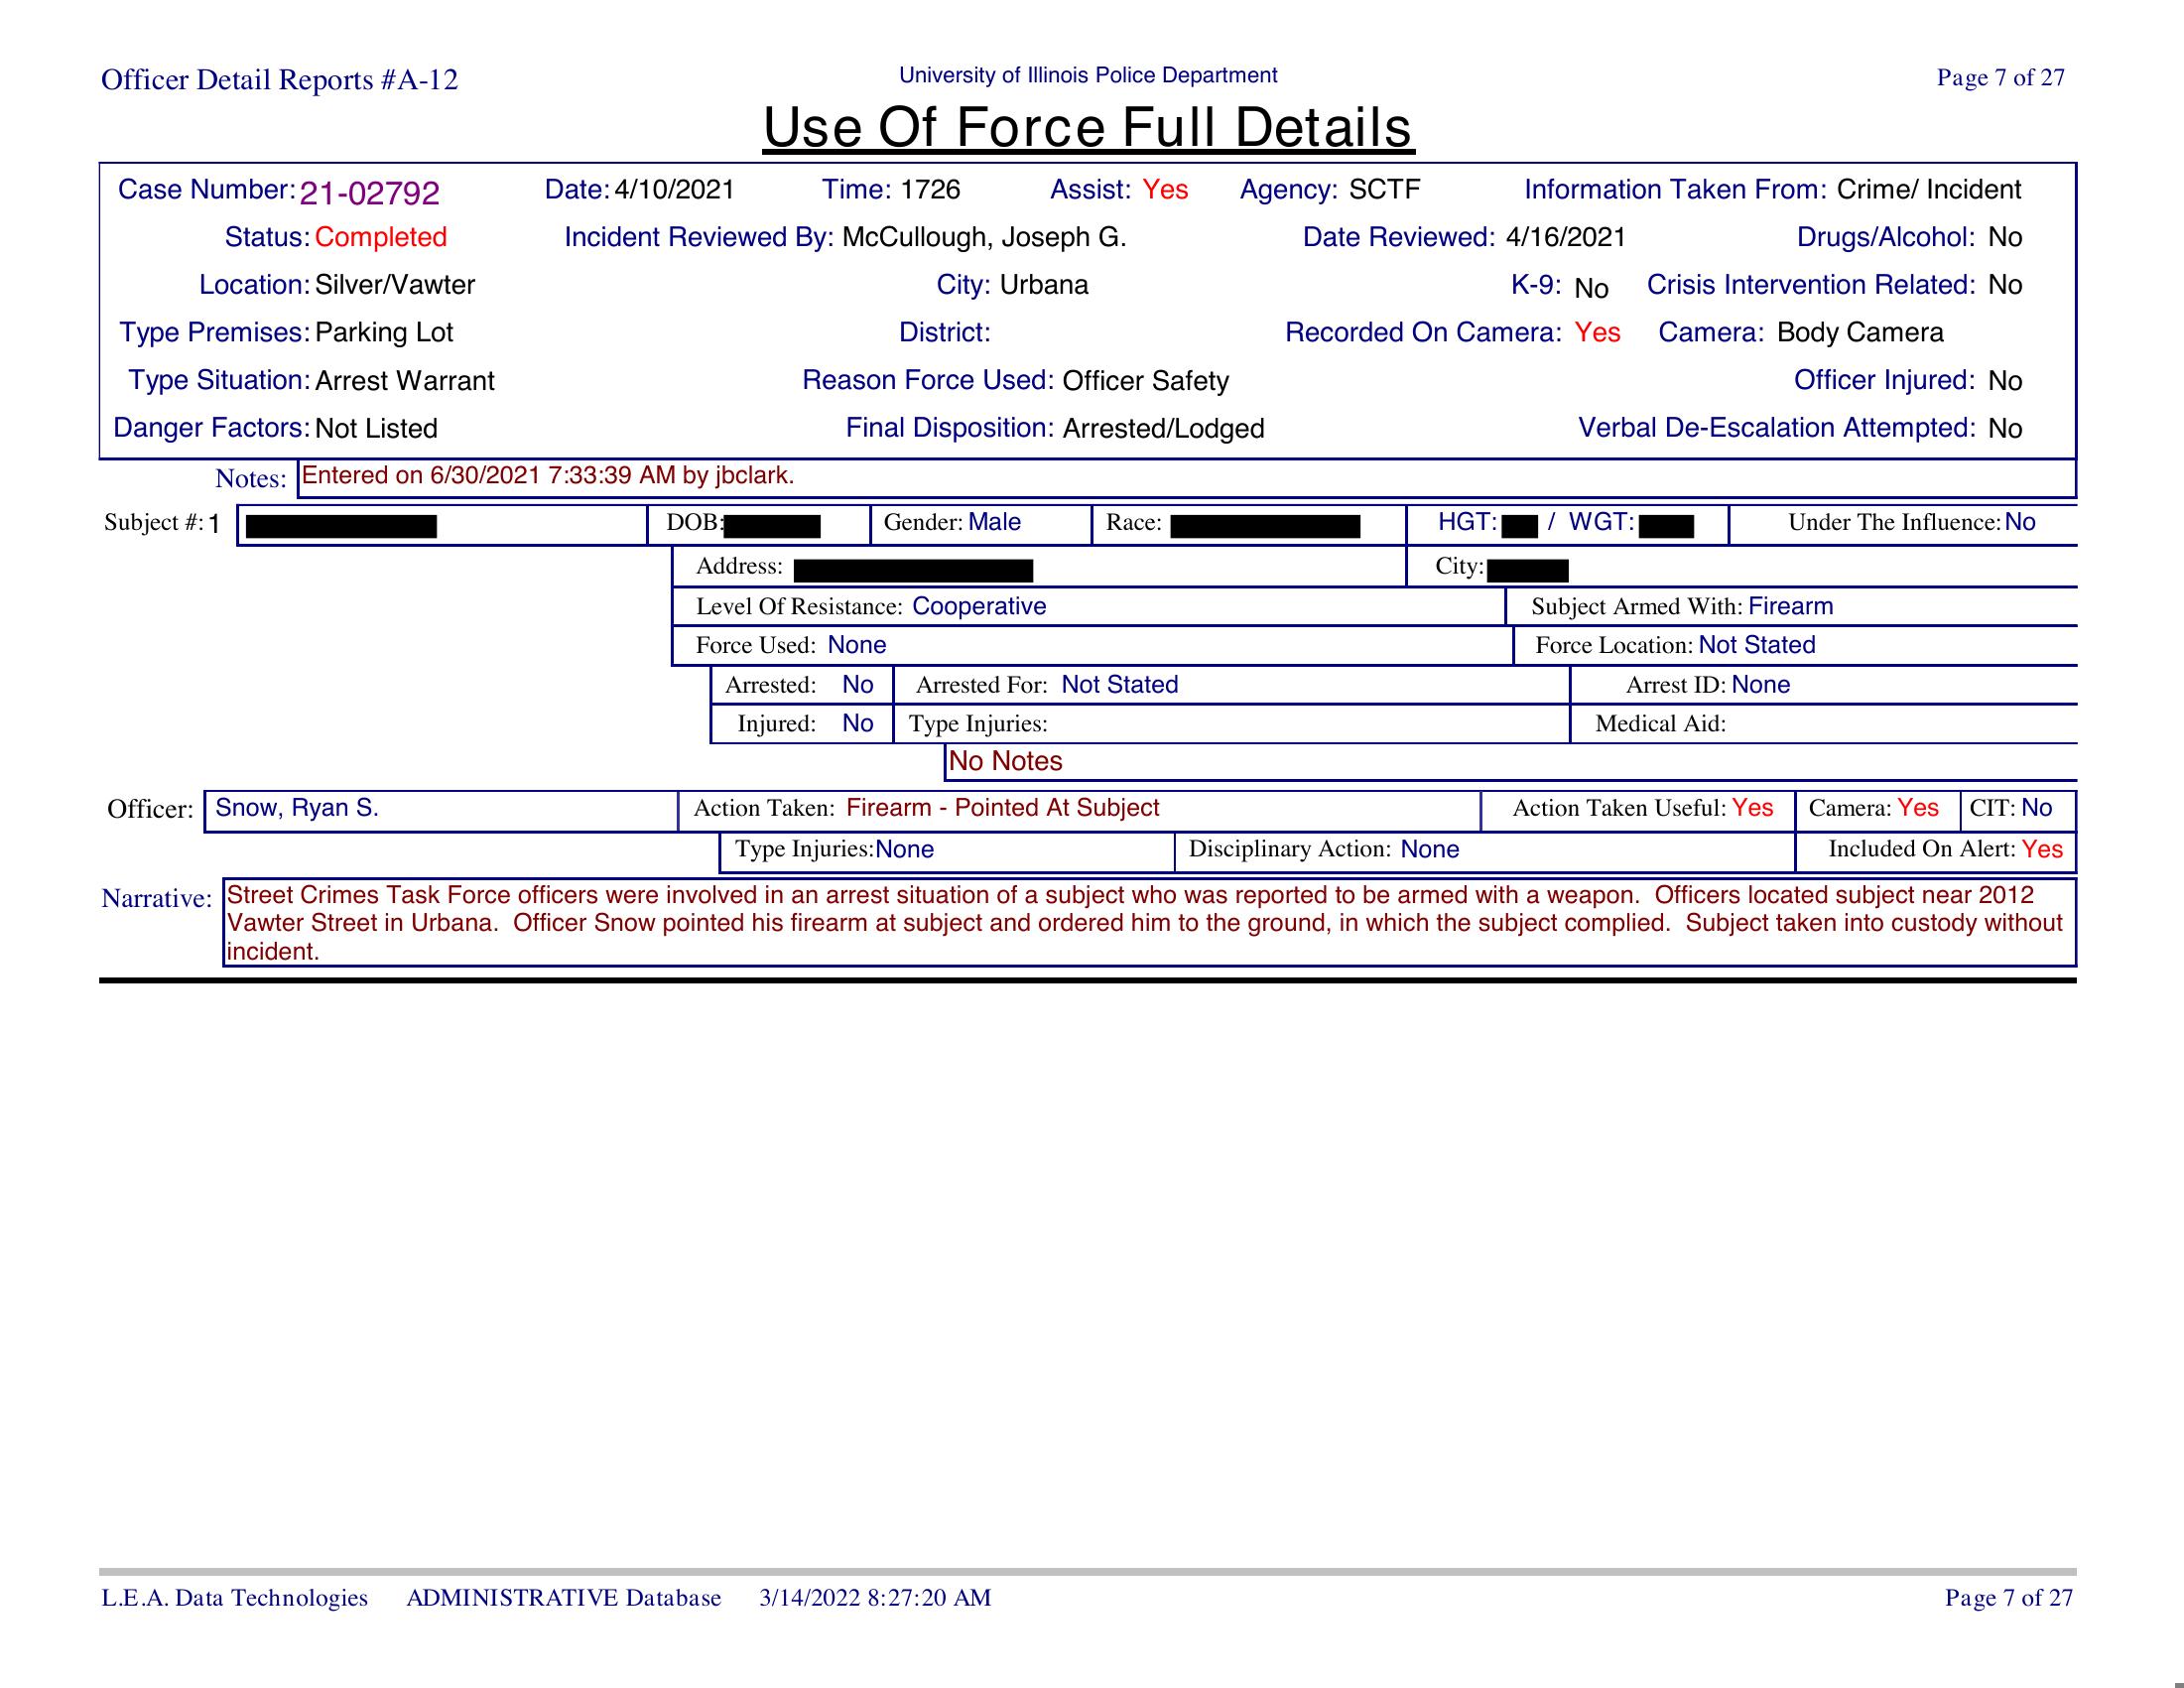 Officer Detail Reports #A-12 University of Illinois Police Department Page 7 of 27
Use Of Force Full Details
Case Number: 21-02792 Date: 4/10/2021 Time: 1726 Assist: Yes Agency: SCTF Information Taken From: Crime/ Incident
Status: Completed Incident Reviewed By: McCullough, Joseph G. Date Reviewed: 4/16/2021 Drugs/Alcohol: No
Location: Silver/Vawter City: Urbana K-9: No Crisis Intervention Related: No
Type Premises: Parking Lot District: Recorded On Camera: Yes Camera: Body Camera
Type Situation: Arrest Warrant Reason Force Used: Officer Safety Officer Injured: No
Danger Factors: Not Listed Final Disposition: Arrested/Lodged Verbal De-Escalation Attempted: No
Notes: Entered on 6/30/2021 7:33:39 AM by jbclark.
Subject #: 1 DOB: Gender: Male Race: HGT: / WGT: Under The Influence: No
Address: City:
Level Of Resistance: Cooperative Subject Armed With: Firearm
Force Used: None Force Location: Not Stated
Arrested: No Arrested For: Not Stated Arrest ID: None
Injured: No Type Injuries: Medical Aid:
No Notes
Officer: Snow, Ryan S. Action Taken: Firearm - Pointed At Subject Action Taken Useful: Yes Camera: Yes CIT: No
Type Injuries: None Disciplinary Action: None Included On Alert: Yes
Narrative: Street Crimes Task Force officers were involved in an arrest situation of a subject who was reported to be armed with a weapon. Officers located subject near 2012
Vawter Street in Urbana. Officer Snow pointed his firearm at subject and ordered him to the ground, in which the subject complied. Subject taken into custody without
incident.
L.E.A. Data Technologies ADMINISTRATIVE Database 3/14/2022 8:27:20 AM Page 7 of 27